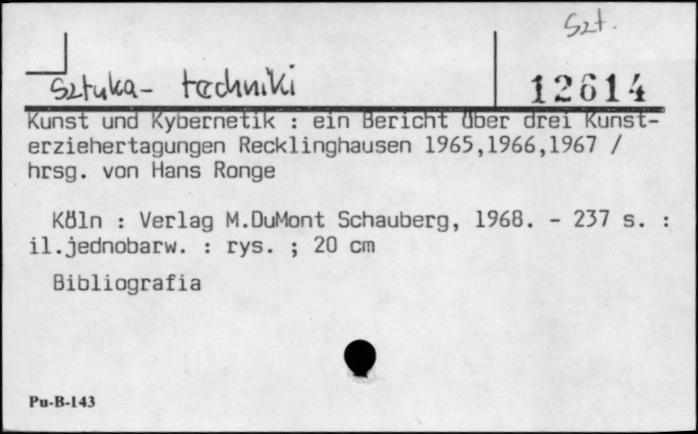 Szt.
Sztuka- techniki
12614
Kunst und Kybernetik : ein Bericht über drei Kunst-
erziehertagungen Recklinghausen 1965,1966,1967 /
hrsg. von Hans Ronge
Köln : Verlag M.DuMont Schauberg, 1968. - 237 s. :
il.jednobarw. : rys. ; 20 cm
Bibliografia
Pu-B-143